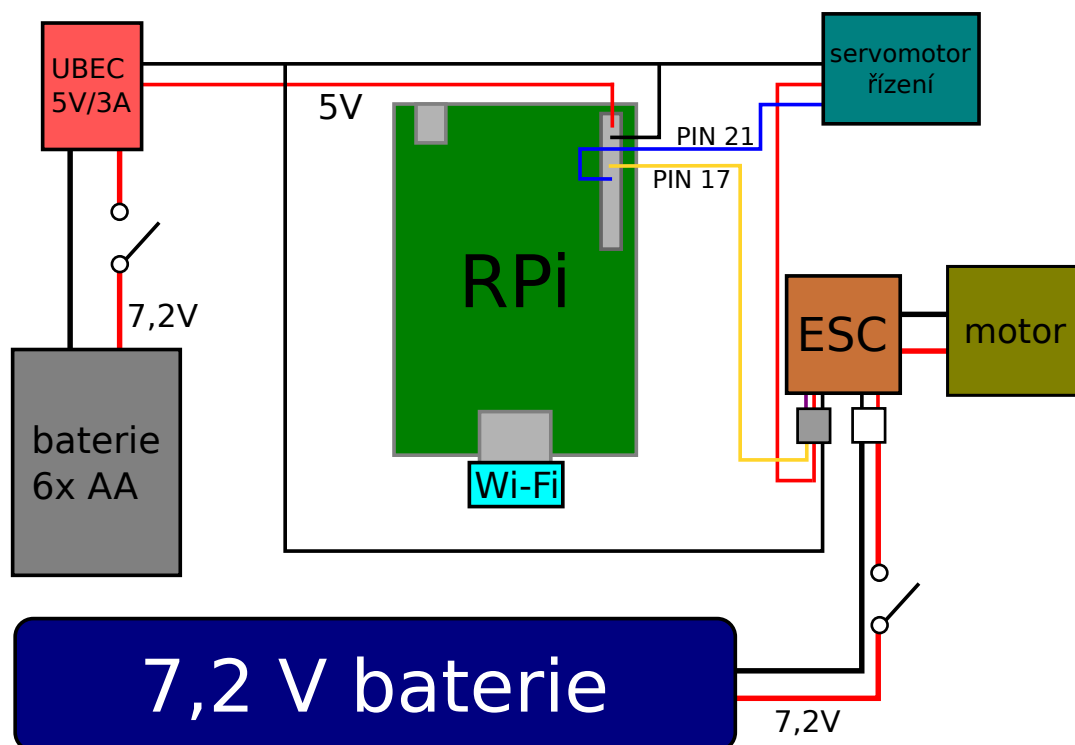 UBEC
5V/3A
servomotor
řízení
5V
PIN 21
PIN 17
RPi
7,2V
ESC
motor
baterie
6x AA
Wi-Fi
7,2 V baterie
7,2V